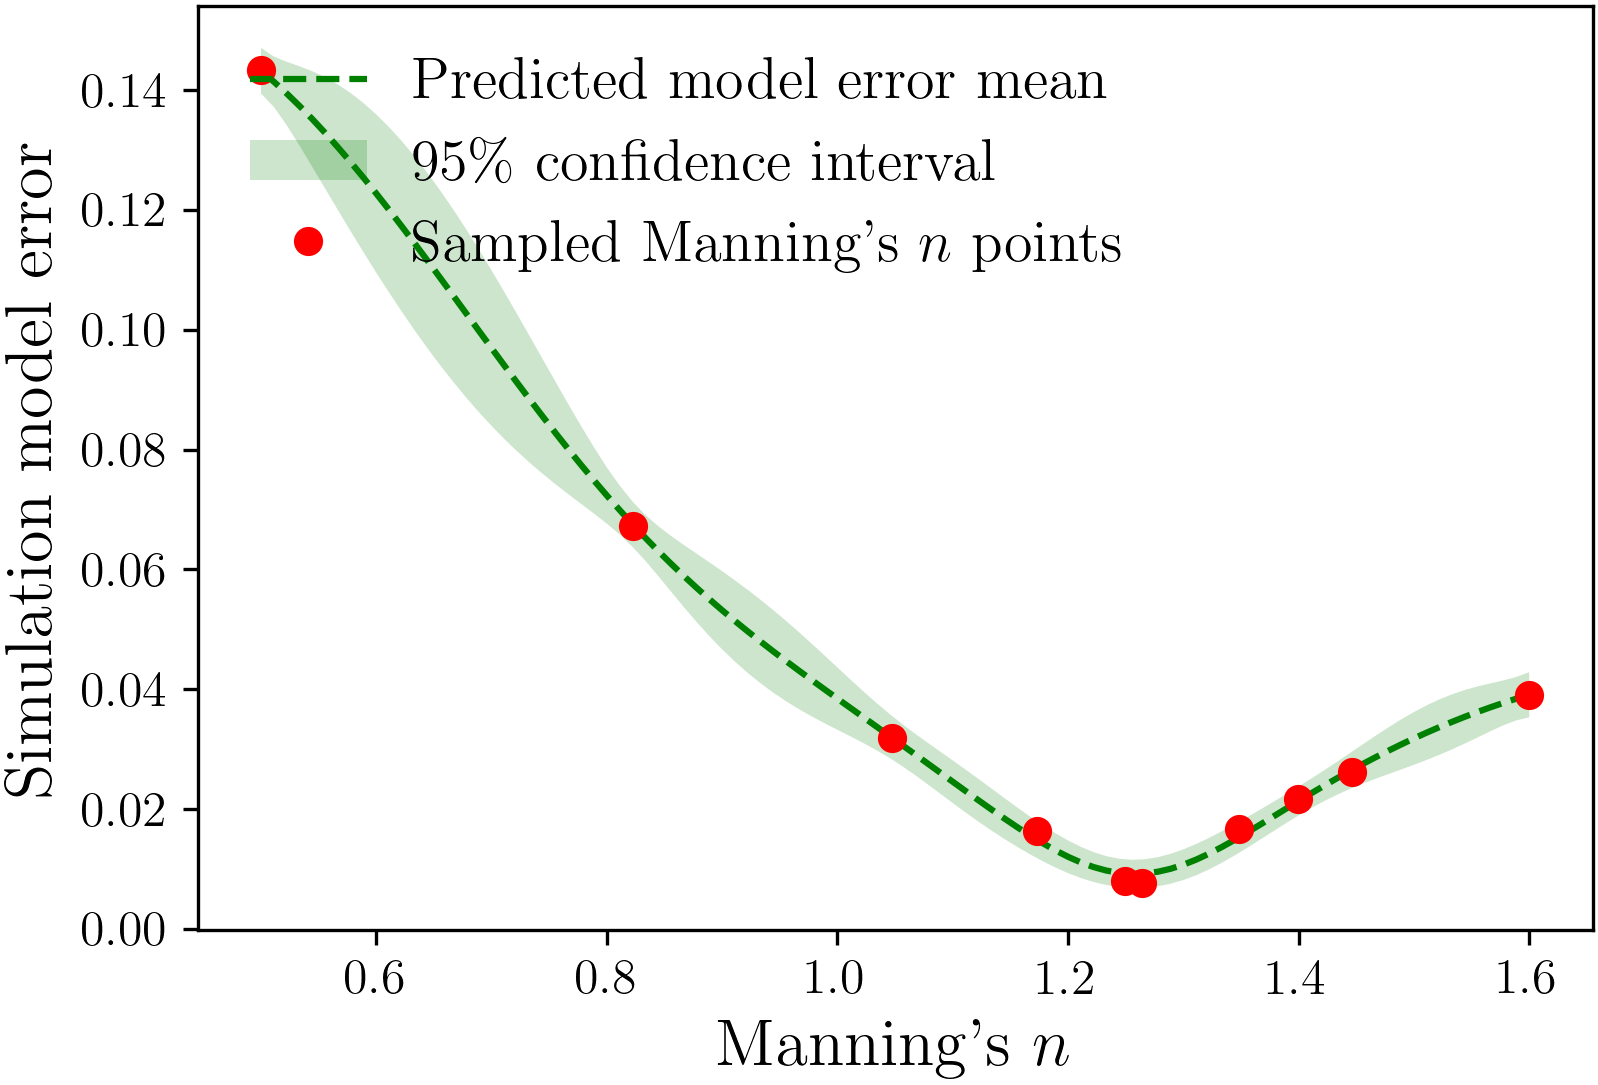 Predicted model error mean
95% confidence interval
Sampled Manning's n points
Simulation model error
0.14
0.12
0.10
0.08
0.06
0.04
0.02
0.00
0.6 0.8 1.0 1.2 1.4 1.6
Manning's n